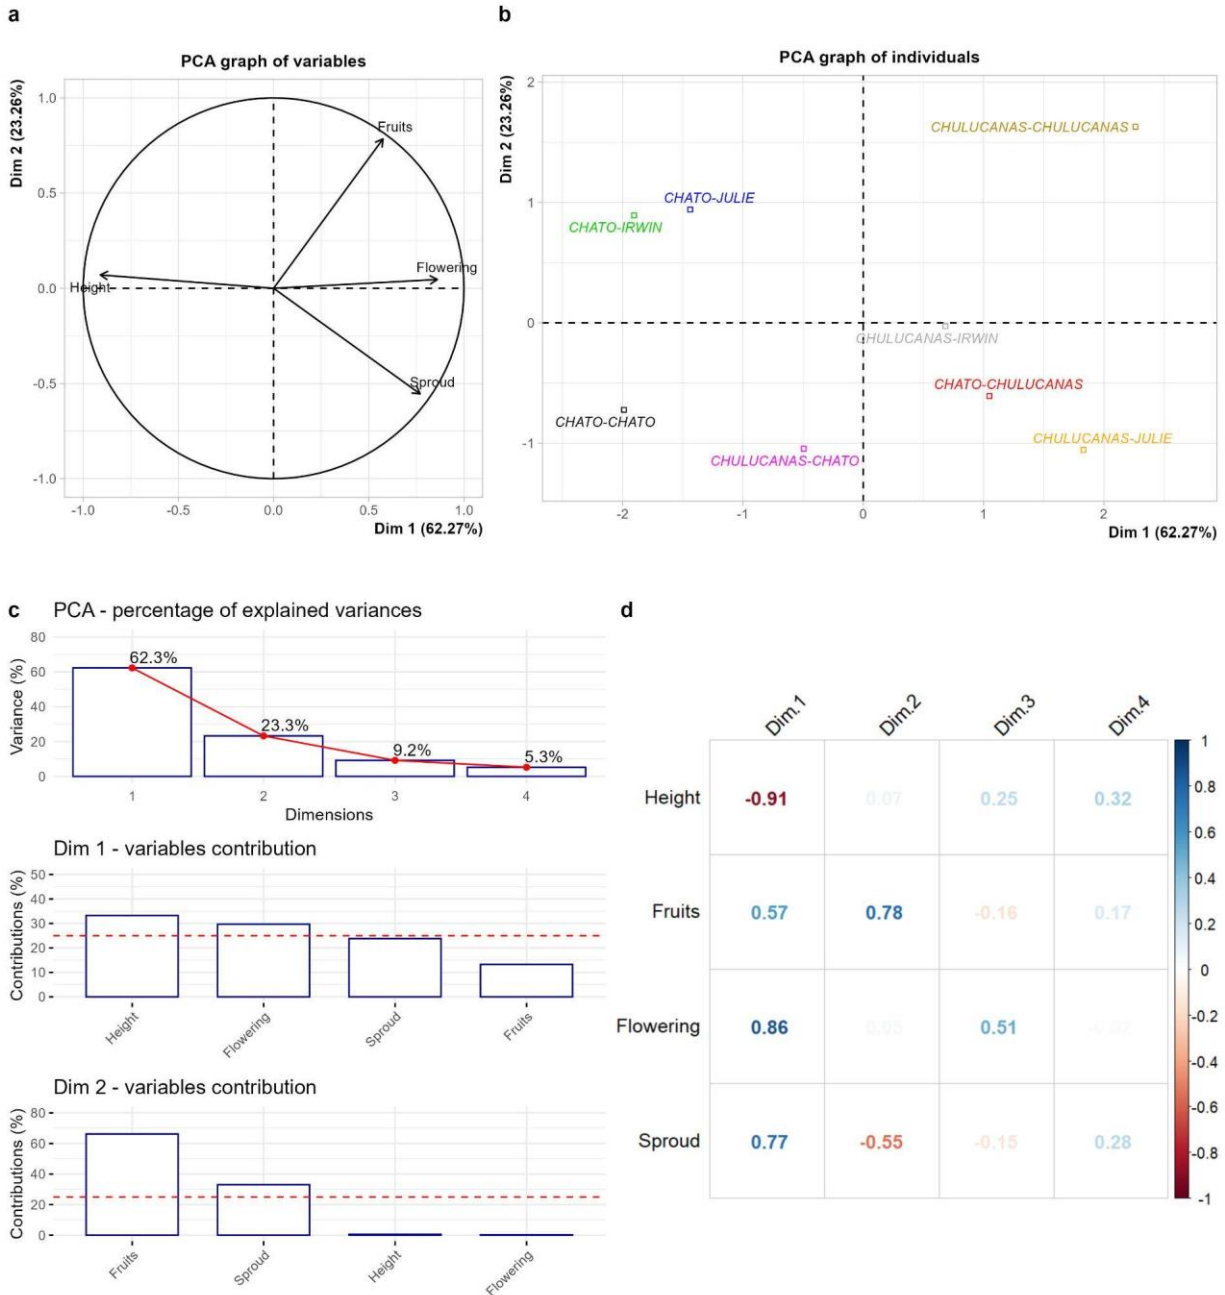 a
PCA graph of variables
Dim 2 (23.26%)
1.0
0.5
0.0
-0.5
-1.0
Fruits
Flowering
Height
Sproud
-1.0 -0.5 0.0 0.5 1.0
Dim 1 (62.27%)
b
PCA graph of individuals
Dim 2 (23.26%)
2
1
0
-1
CHULUCANAS-CHULUCANAS
CHATO-JULIE
CHATO-IRWIN
CHULUCANAS-IRWIN
CHATO-CHULUCANAS
CHATO-CHATO
CHULUCANAS-JULIE
CHULUCANAS-CHATO
-2 -1 0 1 2
Dim 1 (62.27%)
c
PCA - percentage of explained variances
Variance (%)
80
60
40
20
0
62.3%
23.3%
9.2%
5.3%
1 2 3 4
Dimensions
Dim 1 - variables contribution
Contributions (%)
50
40
30
20
10
0
Height Flowering Sproud Fruits
Dim 2 - variables contribution
Contributions (%)
80
60
40
20
0
Fruits Sproud Height Flowering
d
Dim.1 Dim.2 Dim.3 Dim.4
Height -0.91 0.07 0.25 0.32
Fruits 0.57 0.78 -0.16 0.17
Flowering 0.86 0.05 0.51
Sproud 0.77 -0.55 -0.15 0.28
1
0.8
0.6
0.4
0.2
0
-0.2
-0.4
-0.6
-0.8
-1